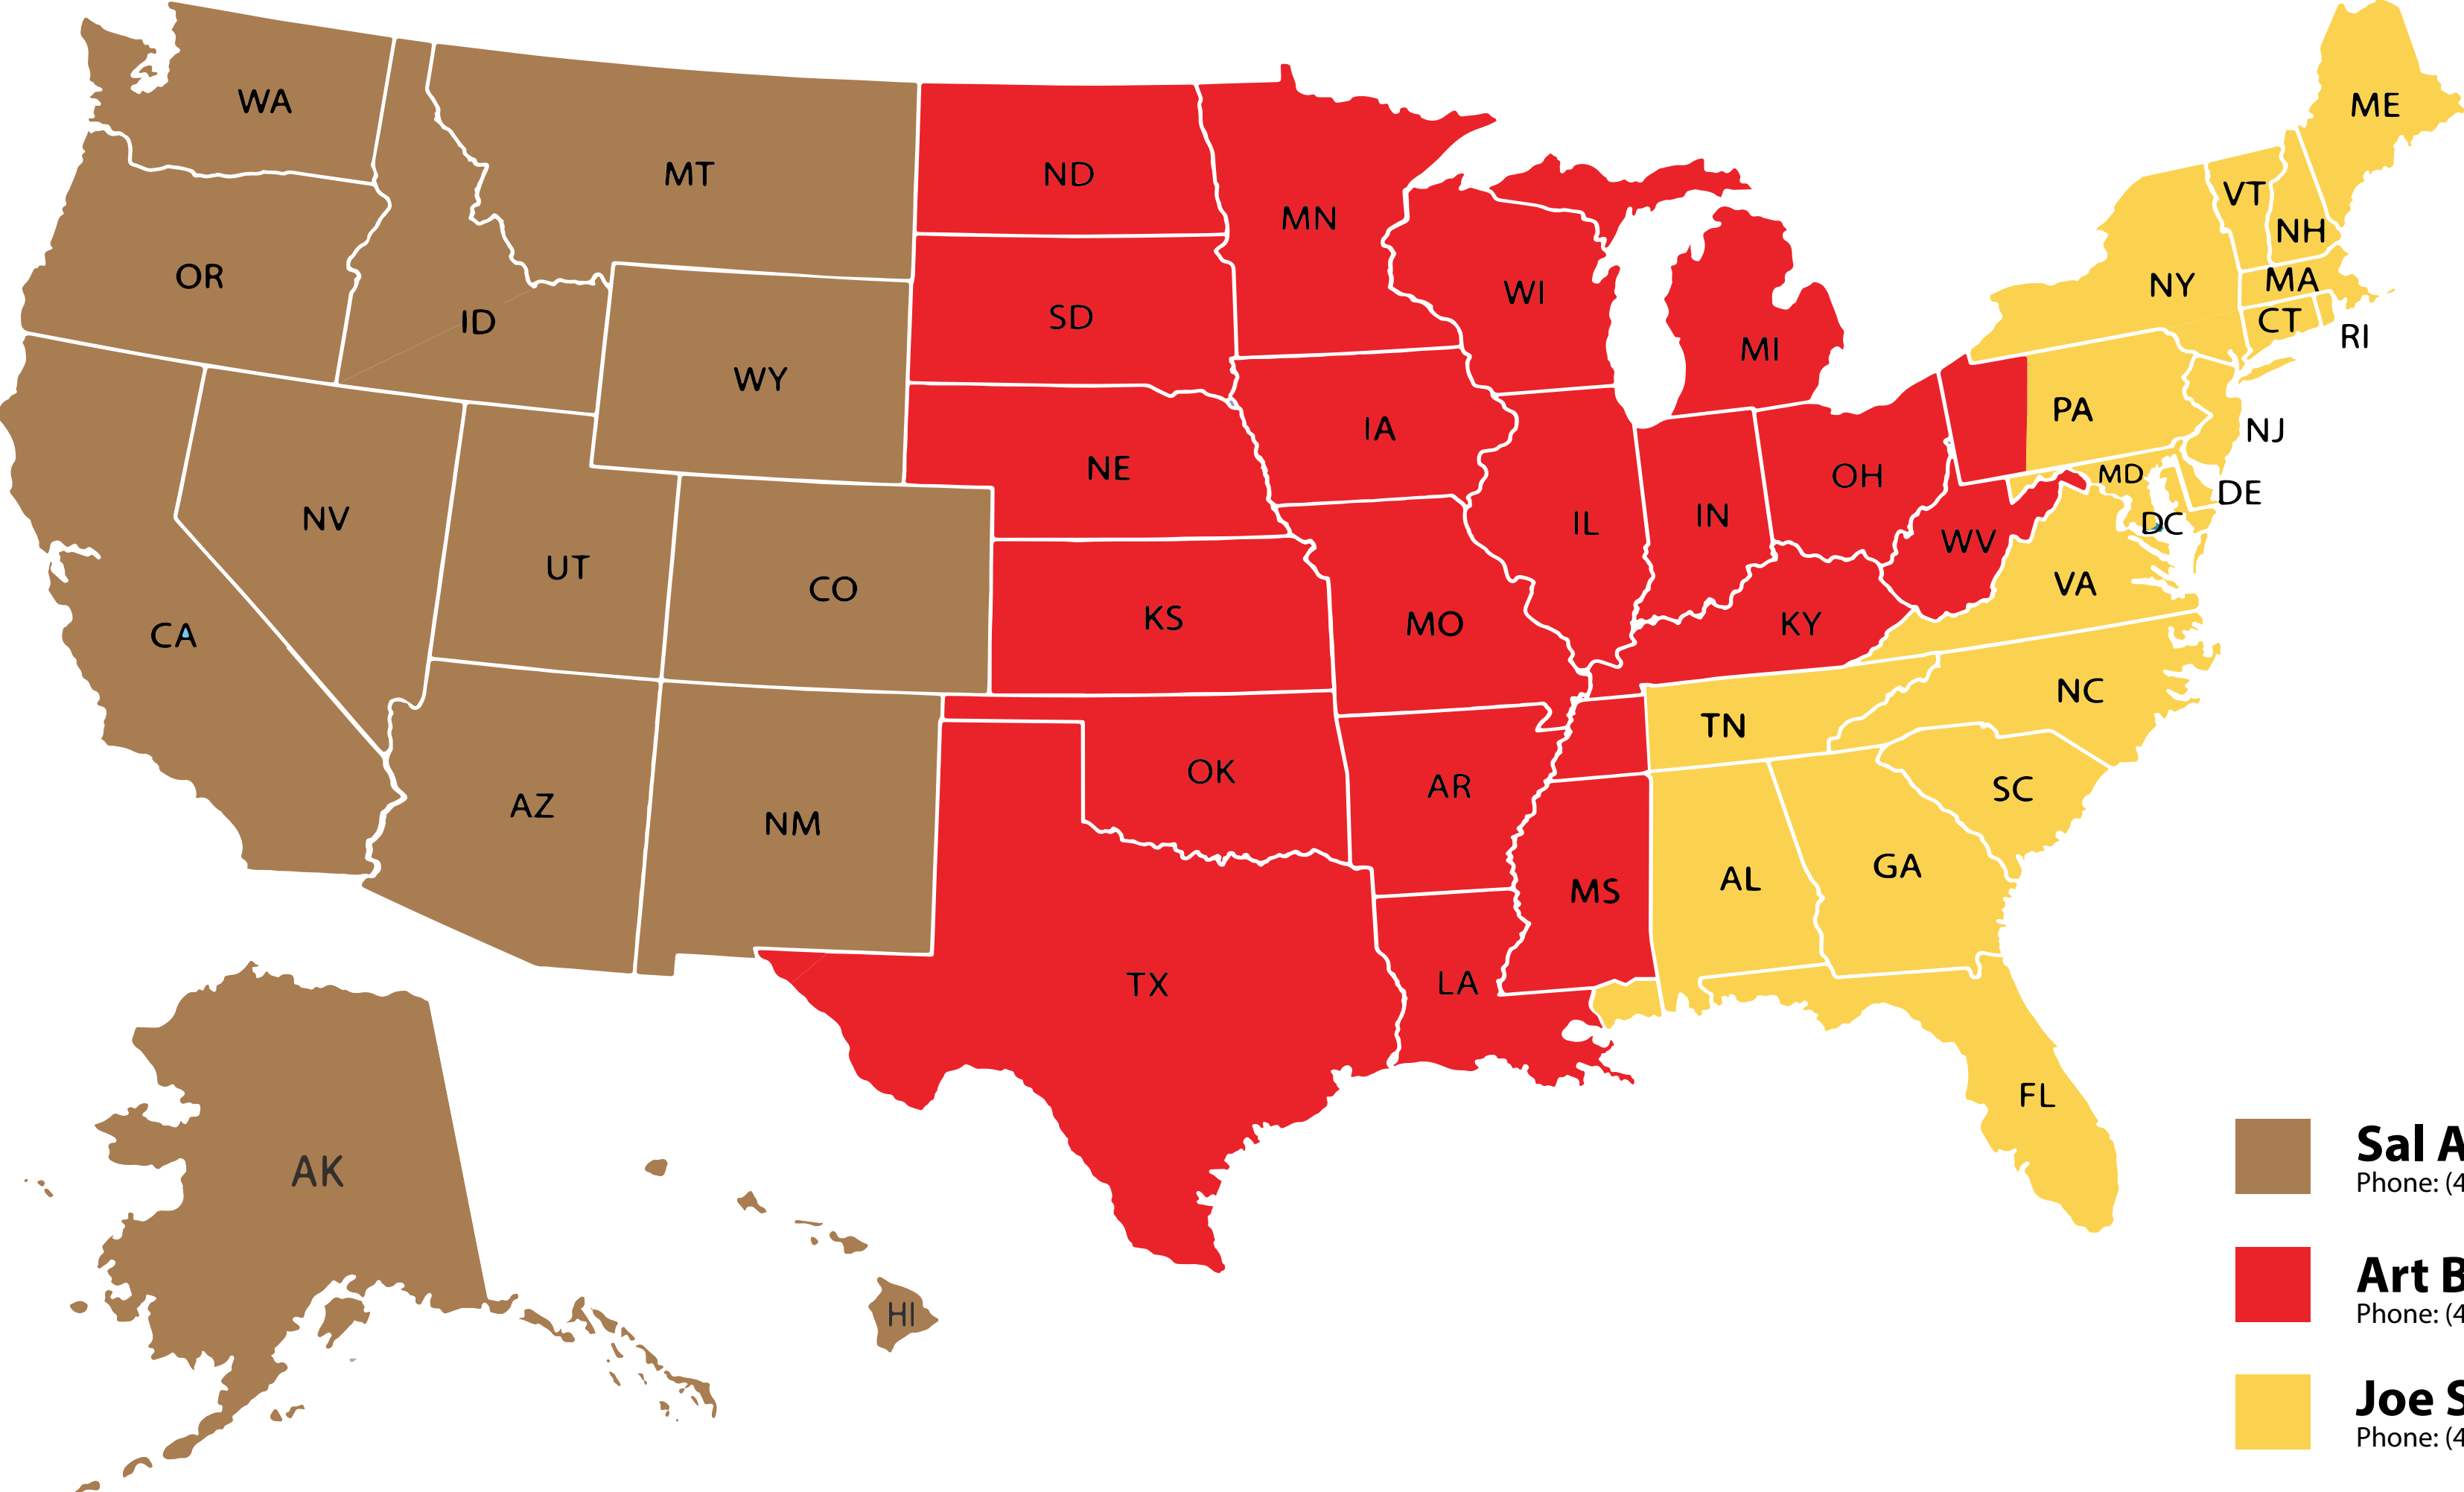 WA
MT
ND
MN
ME
VT
NH
OR
ID
SD
WI
NY
MA
CT
RI
WY
MI
NE
IA
PA
NJ
NV
UT
CO
IL
IN
OH
MD
DE
DC
WV
CA
KS
MO
KY
VA
NC
TN
AZ
NM
OK
AR
SC
MS
AL
GA
TX
LA
FL
AK
HI
Sal A
Phone: (4
Art B
Phone: (4
Joe S
Phone: (4